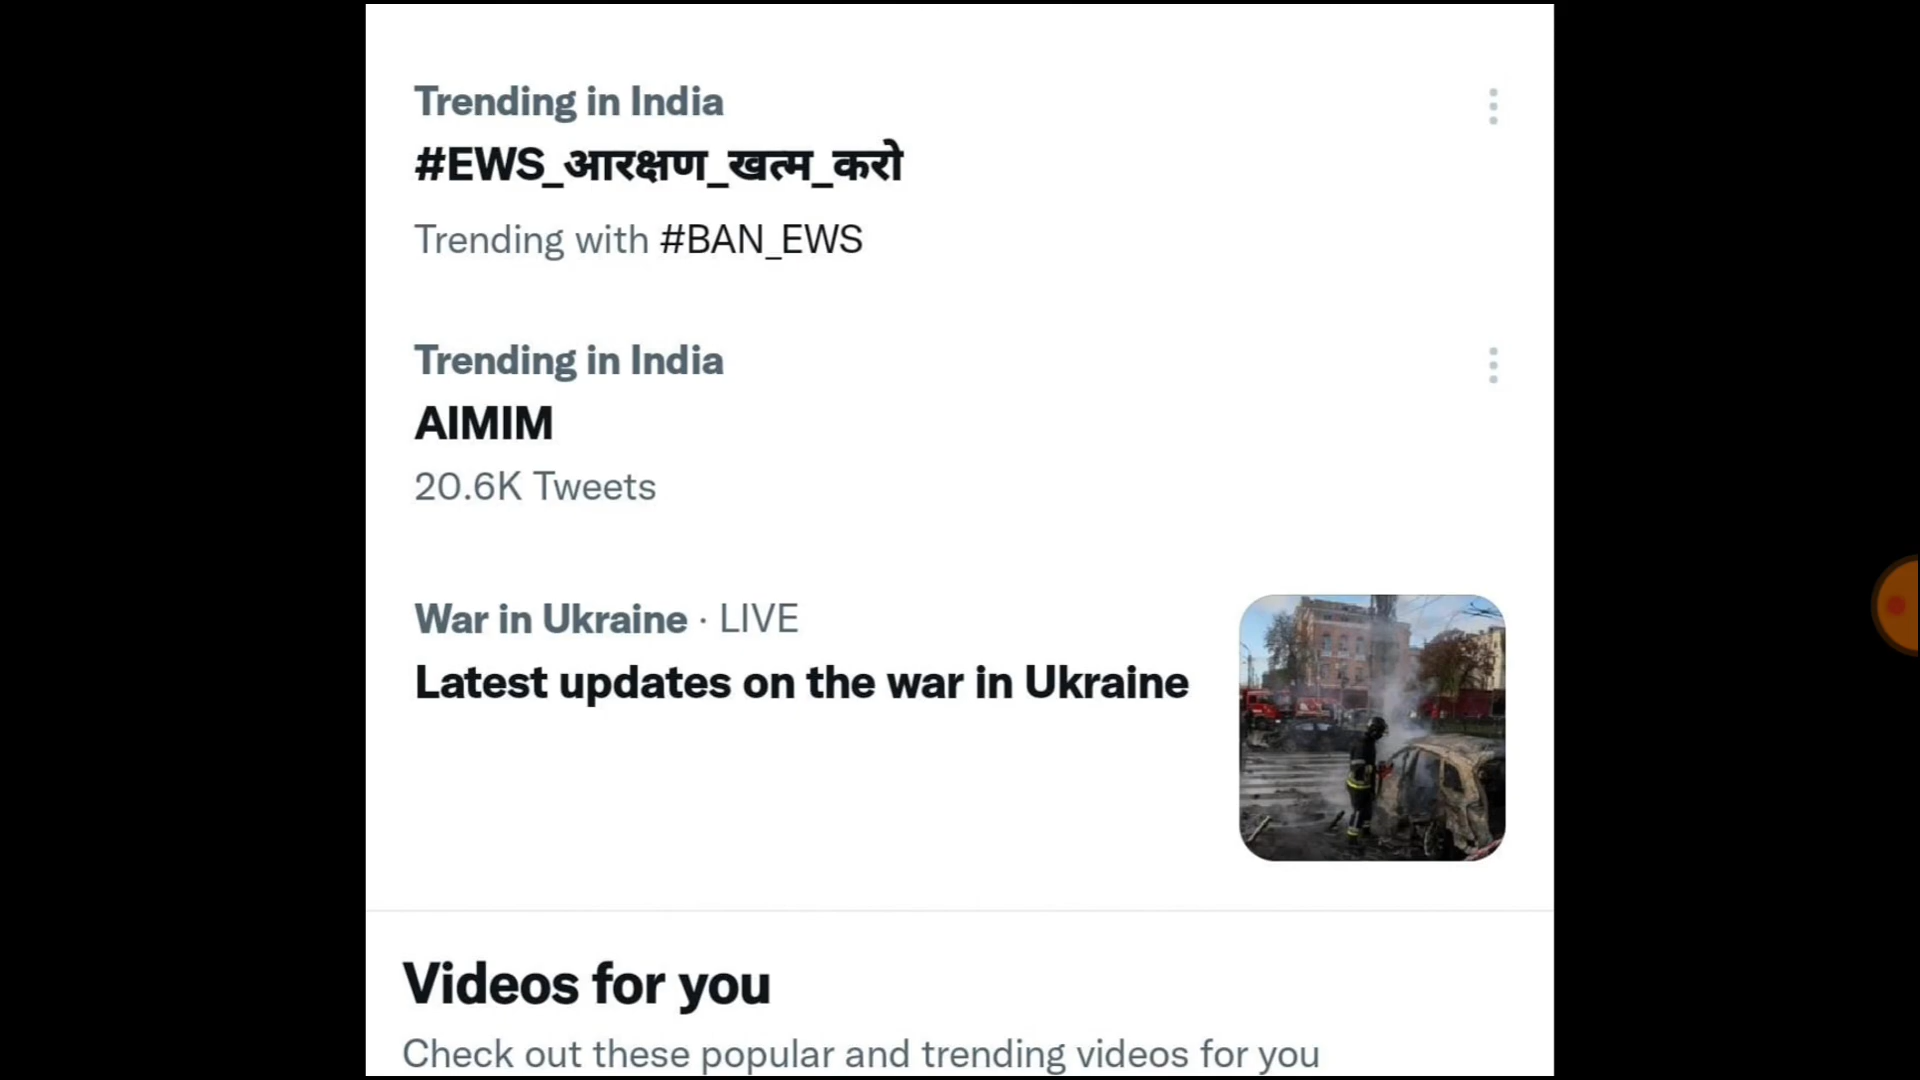 Trending in India
#EWS_आरक्षण_खत्म_करो
Trending with #BAN_EWS
Trending in India
AIMIM
20.6K Tweets
War in Ukraine · LIVE
Latest updates on the war in Ukraine
Videos for you
Check out these popular and trending videos for you